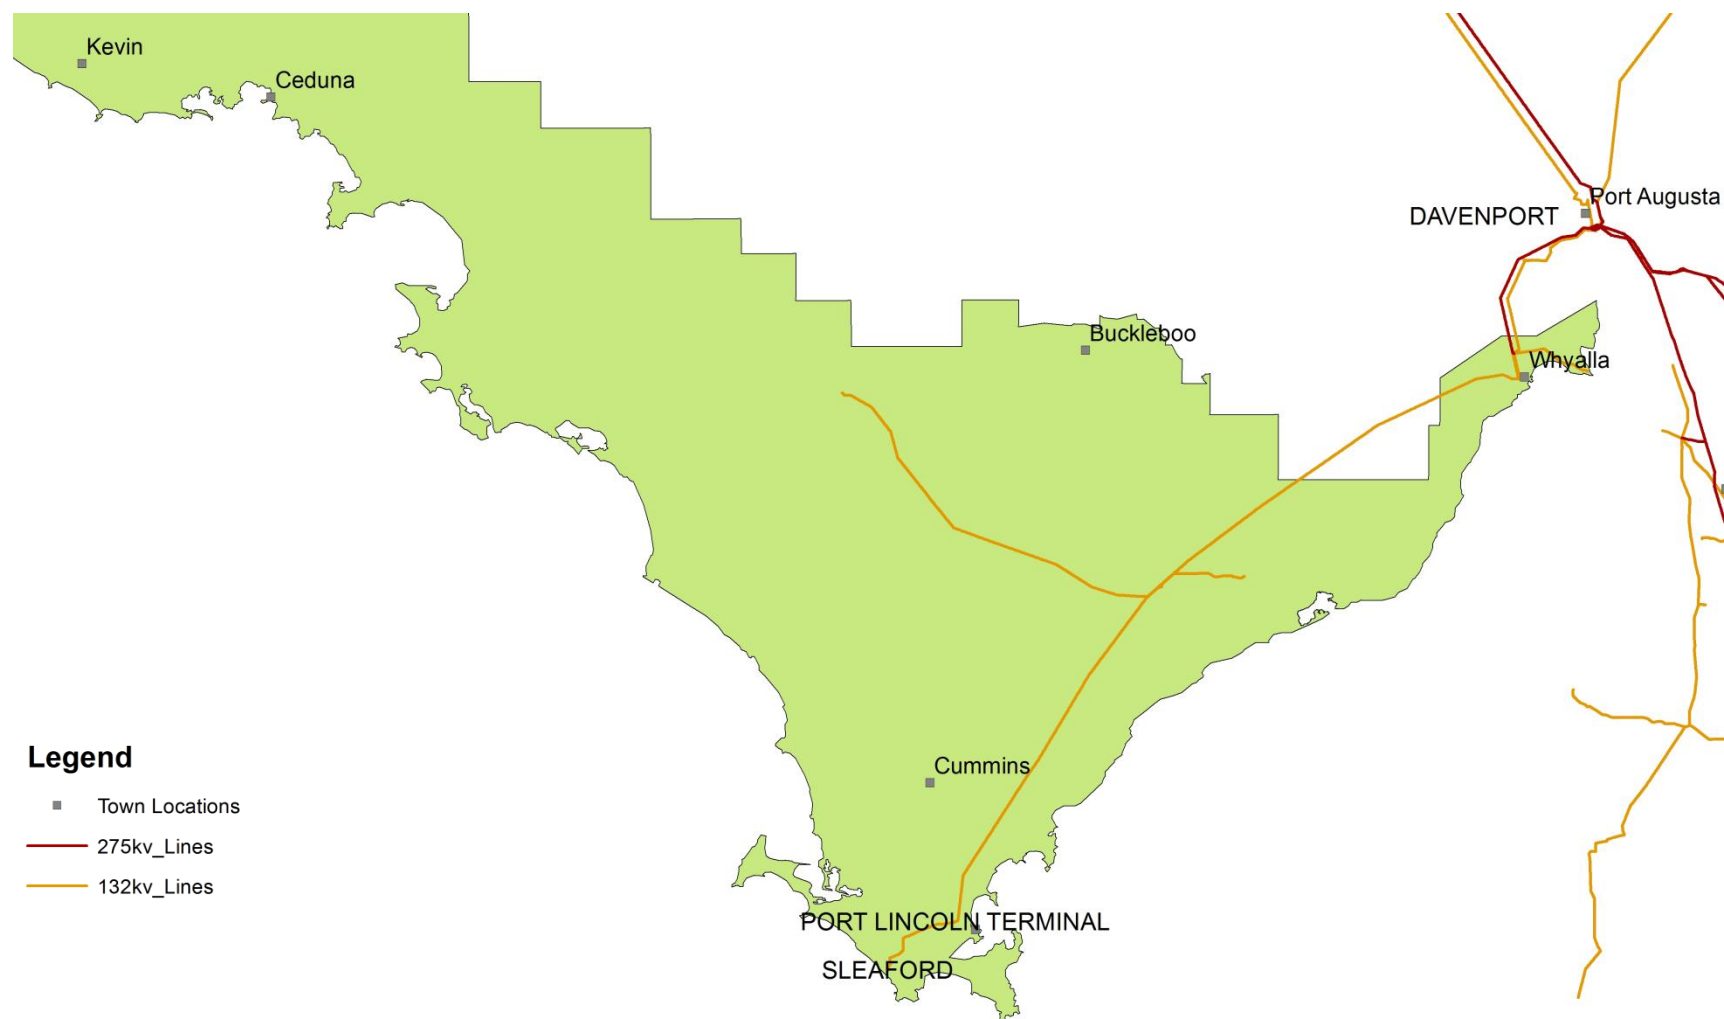 Kevin
Ceduna
Port Augusta
DAVENPORT
Buckleboo
Whyalla
Legend
Cummins
Town Locations
275kv_Lines
132kv_Lines
PORT LINCOLN TERMINAL
SLEAFORD